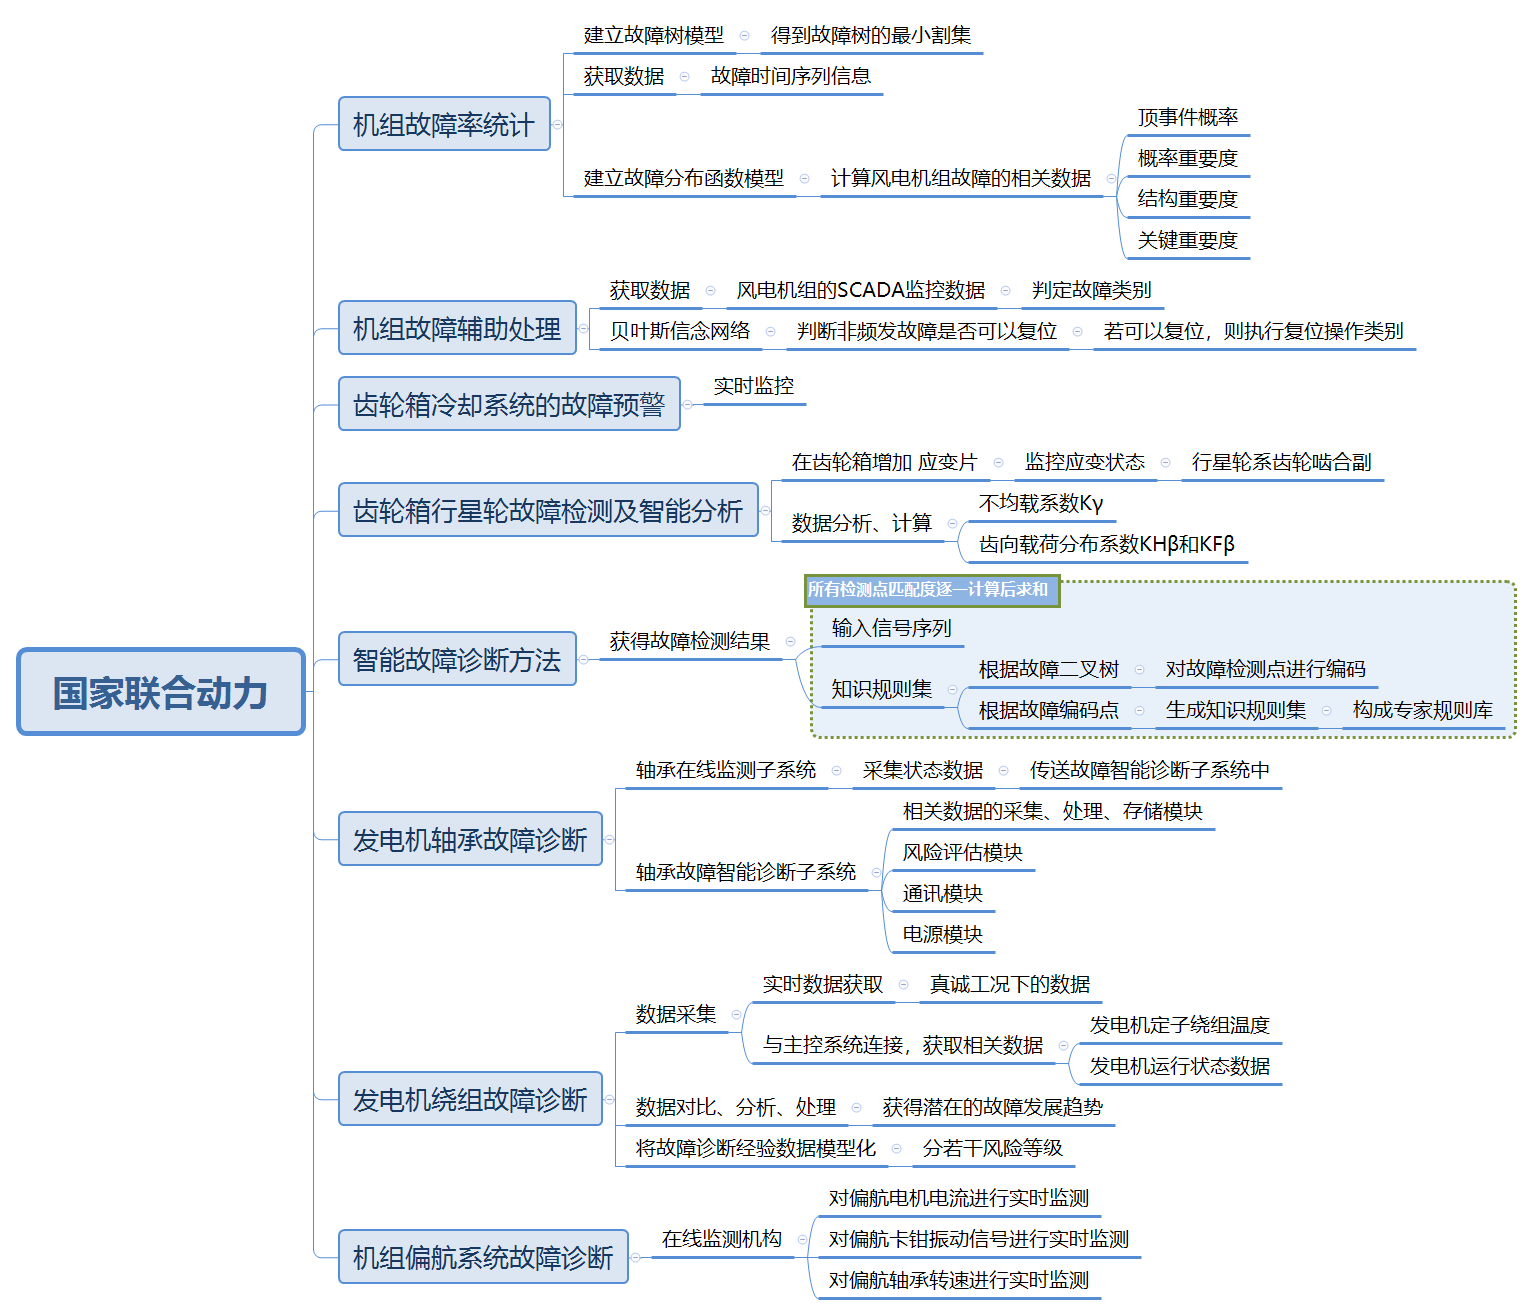 国家联合动力
机组故障率统计
建立故障树模型
得到故障树的最小割集
获取数据
故障时间序列信息
建立故障分布函数模型
计算风电机组故障的相关数据
顶事件概率
概率重要度
结构重要度
关键重要度
机组故障辅助处理
获取数据
风电机组的SCADA监控数据
判定故障类别
贝叶斯信念网络
判断非频发故障是否可以复位
若可以复位，则执行复位操作类别
齿轮箱冷却系统的故障预警
实时监控
齿轮箱行星轮故障检测及智能分析
在齿轮箱增加 应变片
监控应变状态
行星轮系齿轮啮合副
数据分析、计算
不均载系数Kγ
齿向载荷分布系数KHβ和KFβ
智能故障诊断方法
获得故障检测结果
所有检测点匹配度逐一计算后求和
输入信号序列
知识规则集
根据故障二叉树
对故障检测点进行编码
根据故障编码点
生成知识规则集
构成专家规则库
发电机轴承故障诊断
轴承在线监测子系统
采集状态数据
传送故障智能诊断子系统中
轴承故障智能诊断子系统
相关数据的采集、处理、存储模块
风险评估模块
通讯模块
电源模块
发电机绕组故障诊断
数据采集
实时数据获取
真诚工况下的数据
与主控系统连接，获取相关数据
发电机定子绕组温度
发电机运行状态数据
数据对比、分析、处理
获得潜在的故障发展趋势
将故障诊断经验数据模型化
分若干风险等级
机组偏航系统故障诊断
在线监测机构
对偏航电机电流进行实时监测
对偏航卡钳振动信号进行实时监测
对偏航轴承转速进行实时监测